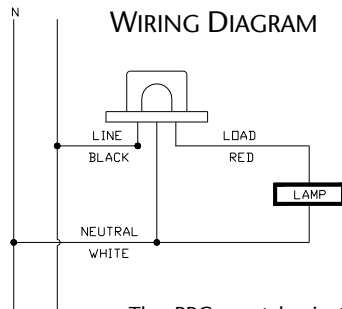 N
WIRING DIAGRAM
LINE
BLACK
LOAD
RED
LAMP
NEUTRAL
WHITE